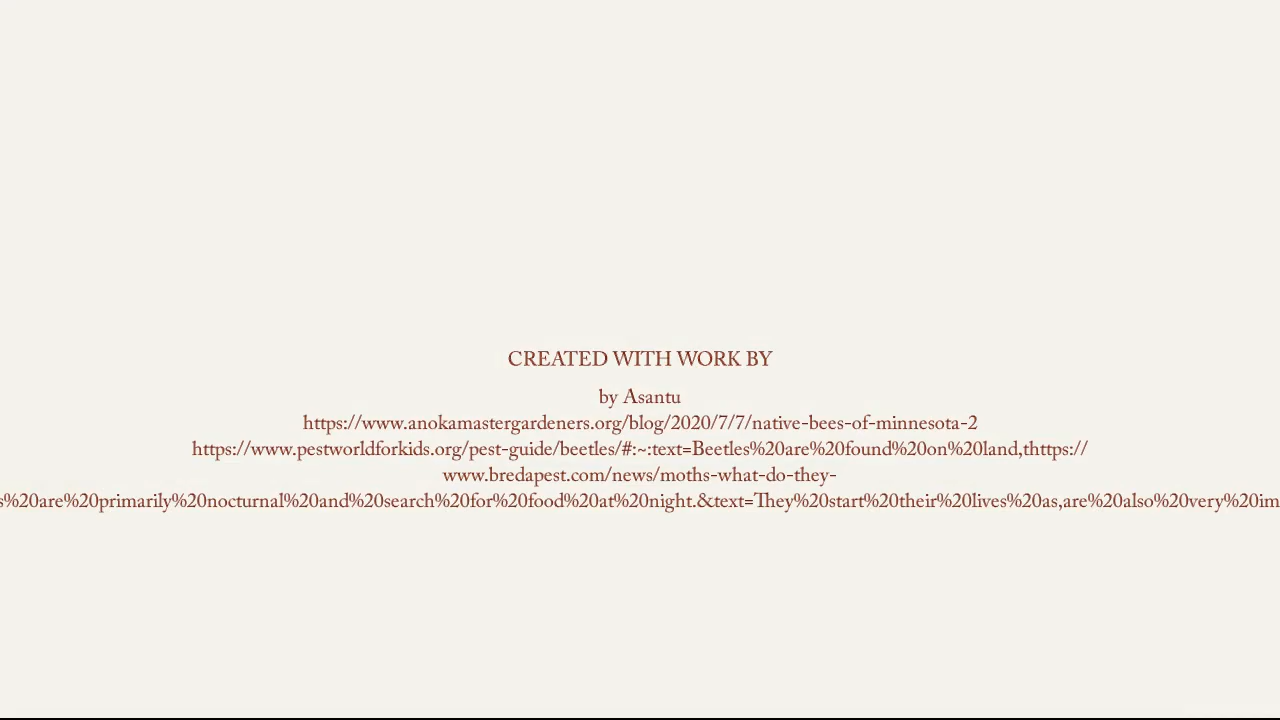 CREATED WITH WORK BY
by Asantu
https://www.anokamastergardeners.org/blog/2020/7/7/native-bees-of-minnesota-2
https://www.pestworldforkids.org/pest-guide/beetles/#:~:text=Beetles%20are%20found%20on%20land,thttps://
www.bredapest.com/news/moths-what-do-they-
s%20are%20primarily%20nocturnal%20and%20search%20for%20food%20at%20night.&text=They%20start%20their%20lives%20as,are%20also%20very%20im